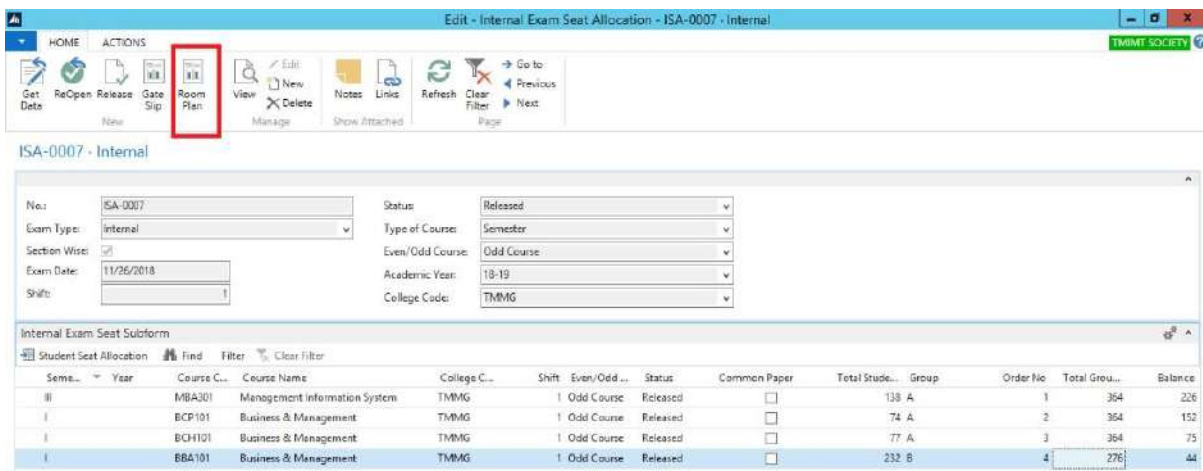 Edit - Internal Exam Seat Allocation - ISA-0007 - Internal
HOME ACTIONS
TMIMT SOCIETY
Get Data
ReOpen
Release
Gate Slip
Room Plan
New
View
Edit
New
Delete
Manage
Notes
Links
Show Attached
Refresh
Clear Filter
Go to
Previous
Next
Page
ISA-0007 - Internal
No.: ISA-0007 Status: Released
Exam Type: Internal Type of Course: Semester
Section Wise: Even/Odd Course: Odd Course
Exam Date: 11/26/2018 Academic Year: 18-19
Shift: 1 College Code: TMMG
Internal Exam Seat Subform
Student Seat Allocation Find Filter Clear Filter
Seme... Year Course C... Course Name College C... Shift Even/Odd ... Status Common Paper Total Stude... Group Order No Total Grou... Balance
III MBA301 Management Information System TMMG 1 Odd Course Released 138 A 1 364 226
I BCP101 Business & Management TMMG 1 Odd Course Released 74 A 2 364 152
I BCH101 Business & Management TMMG 1 Odd Course Released 77 A 3 364 75
I BBA101 Business & Management TMMG 1 Odd Course Released 232 B 4 276 44